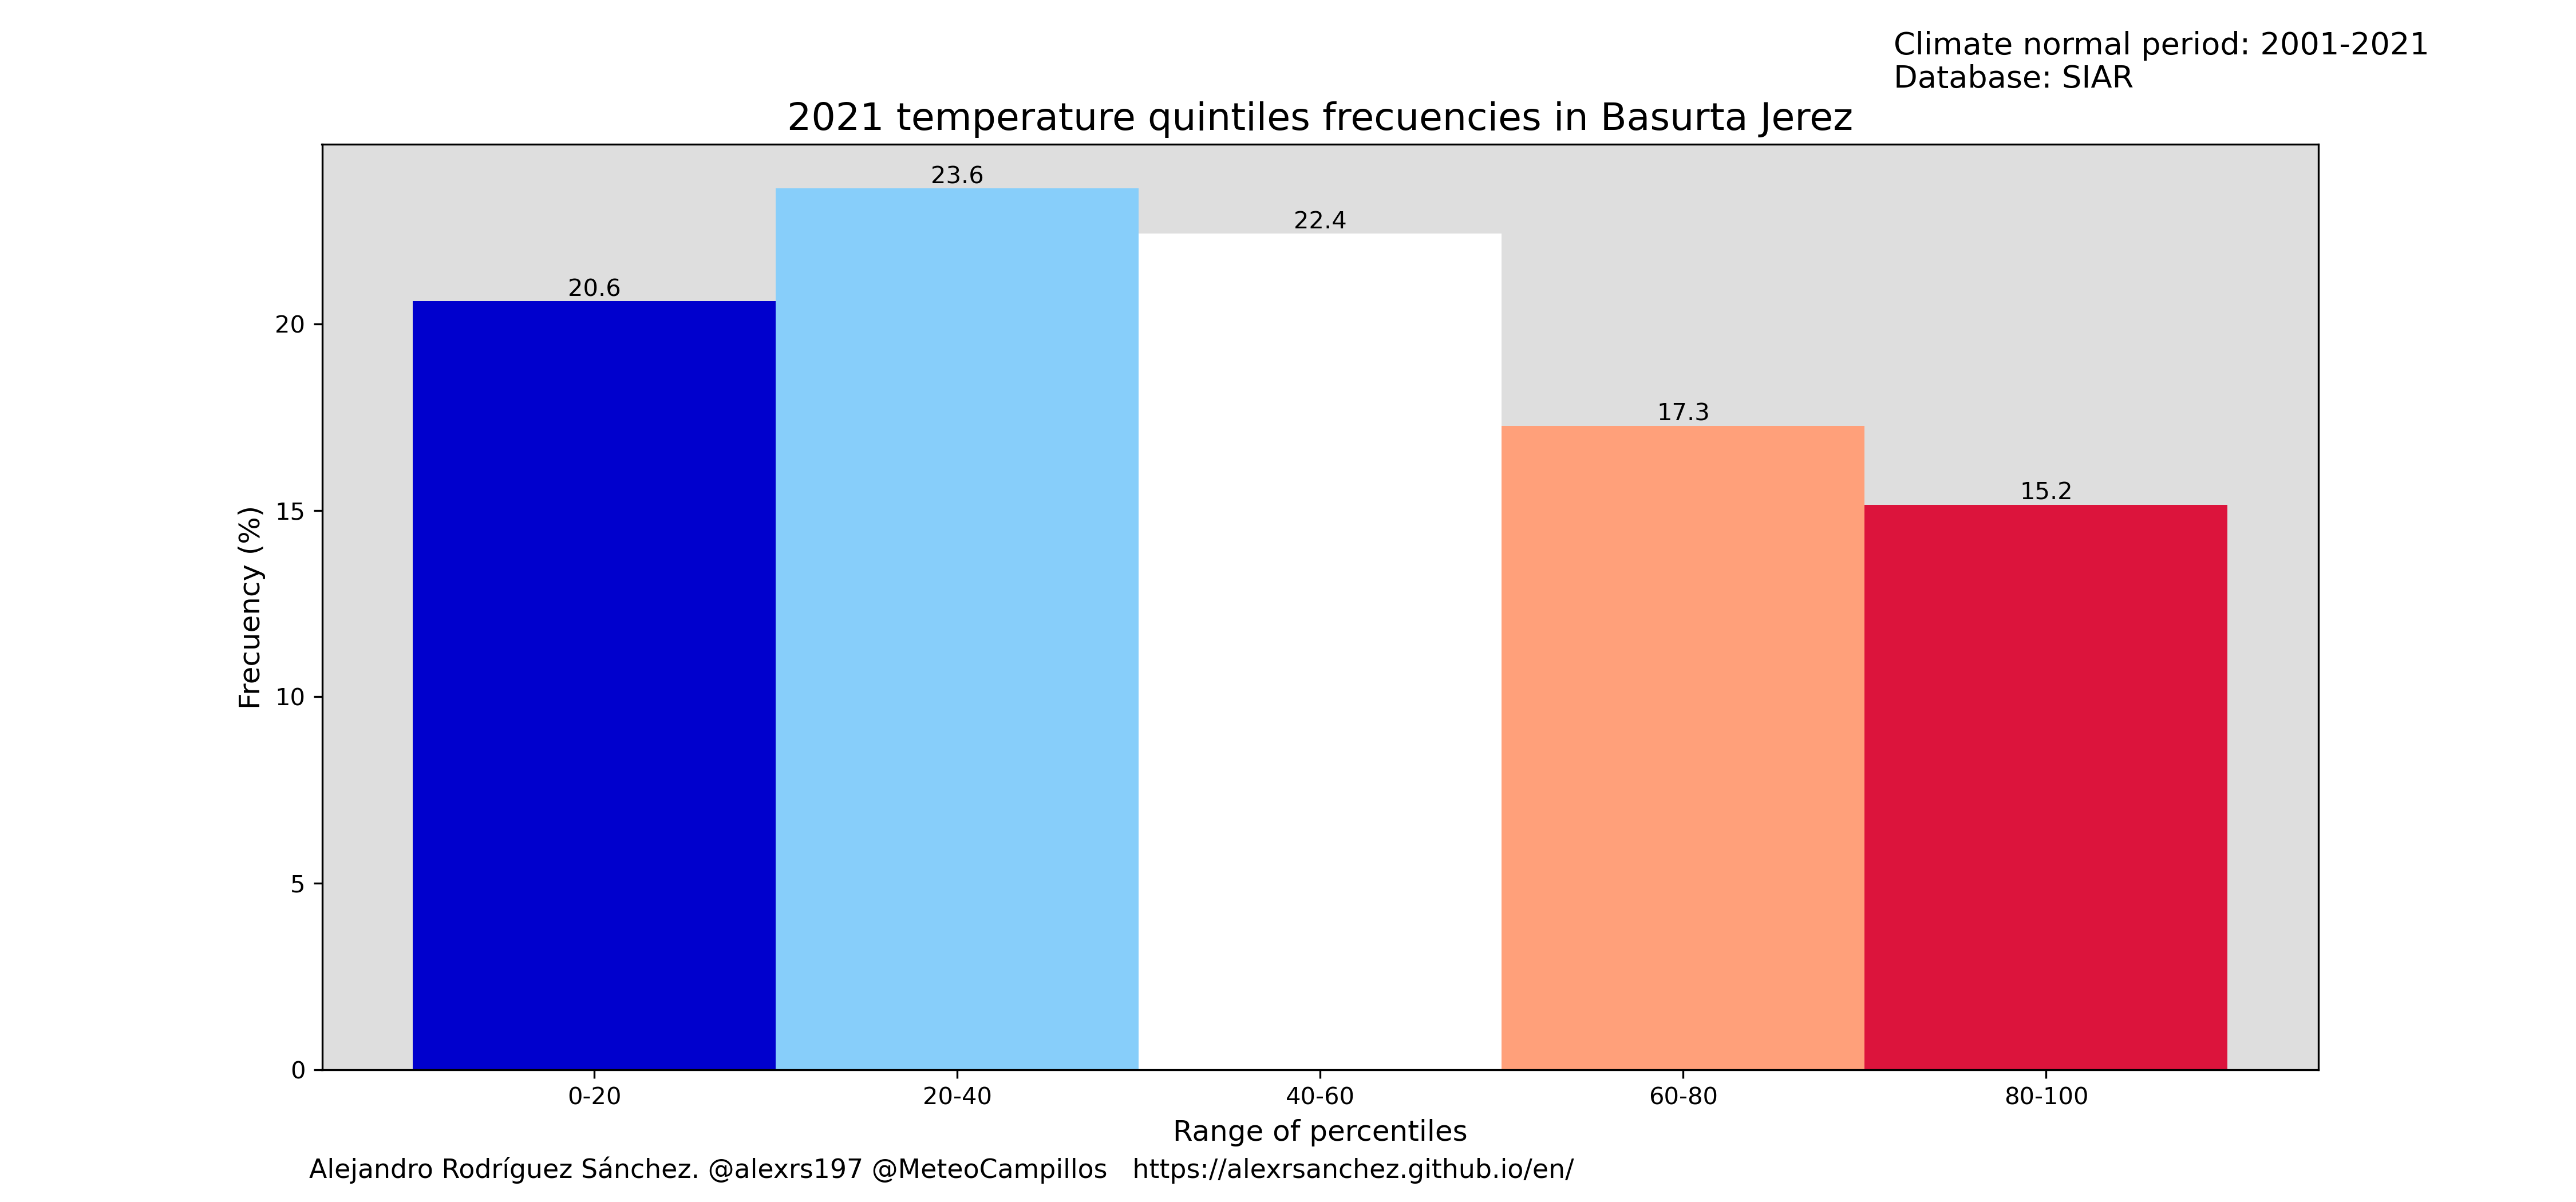 Climate normal period: 2001-2021
Database: SIAR
2021 temperature quintiles frecuencies in Basurta Jerez
23.6
22.4
20.6
17.3
15.2
20
15
10
5
0
Frecuency (%)
0-20 20-40 40-60 60-80 80-100
Range of percentiles
Alejandro Rodríguez Sánchez. @alexrs197 @MeteoCampillos https://alexrsanchez.github.io/en/